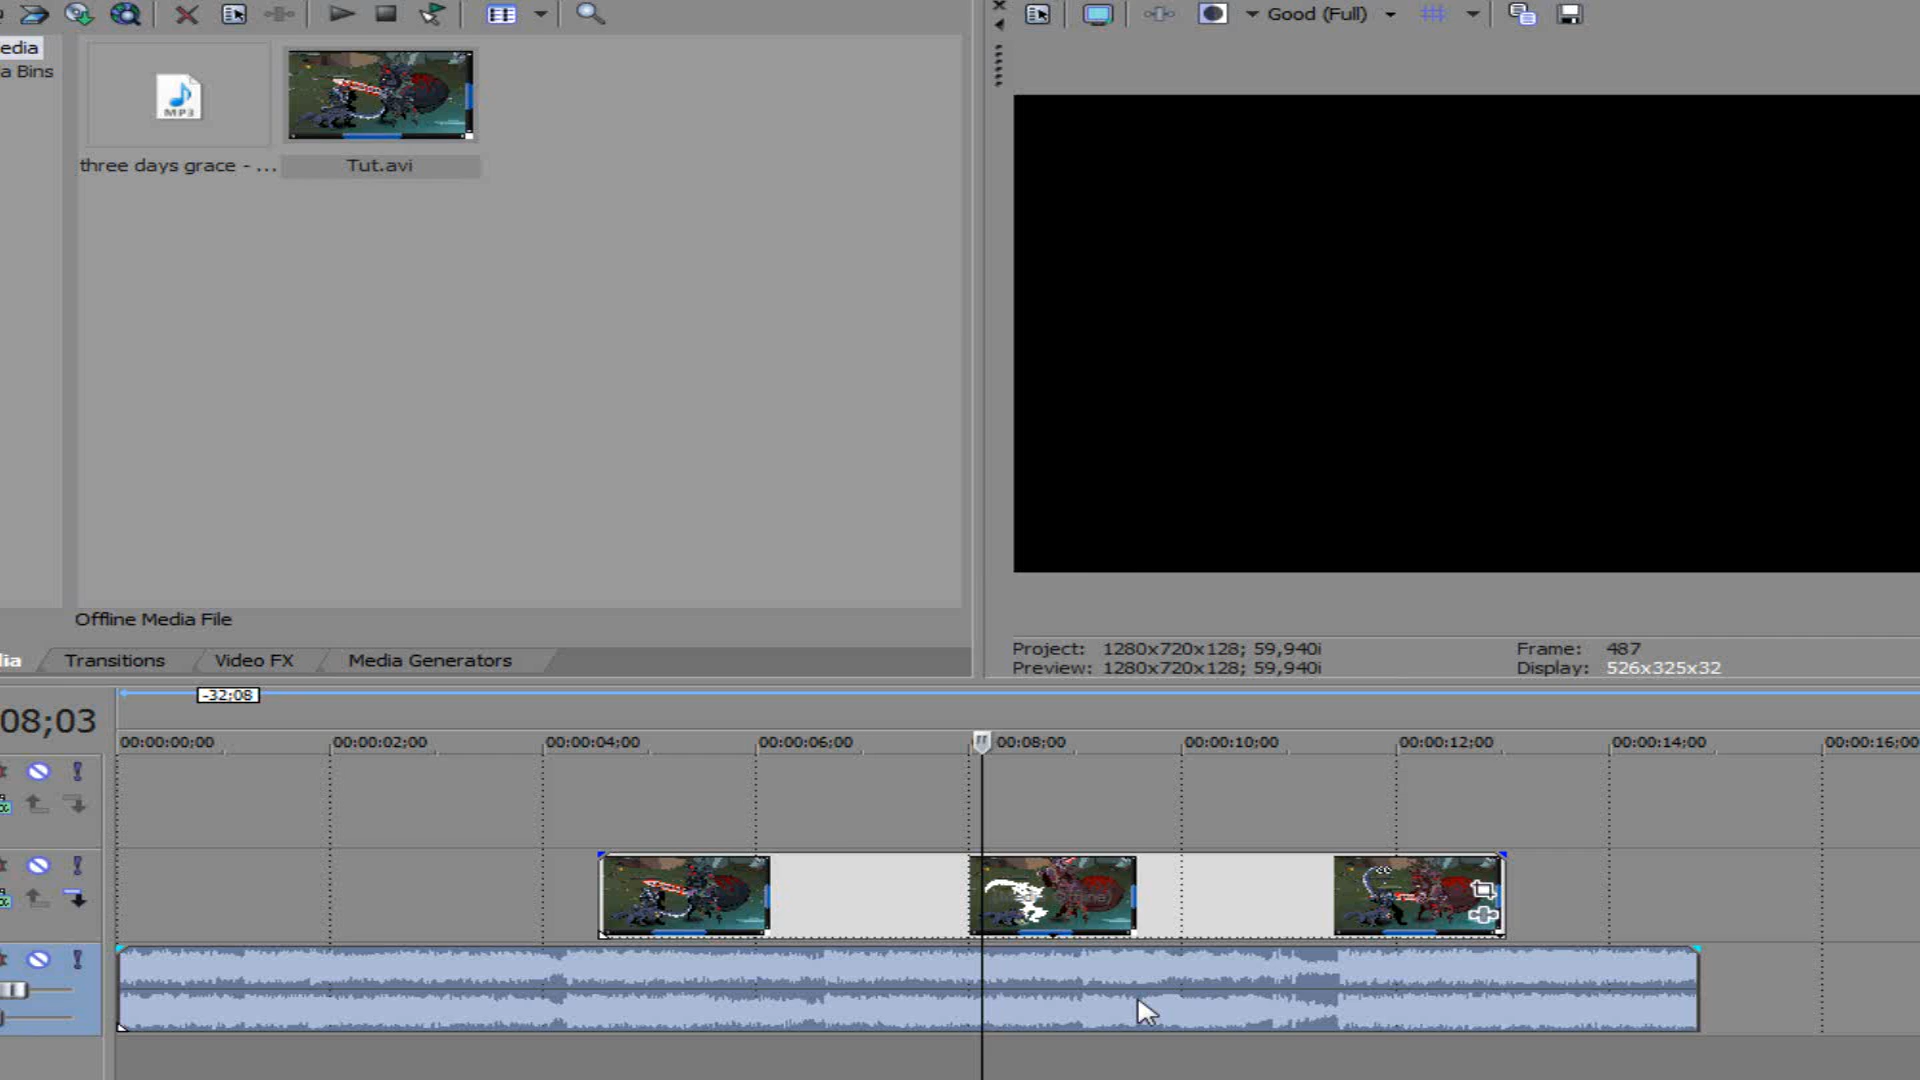 Good (Full)
edia
a Bins
MP3
three days grace - ...
Tut.avi
Offline Media File
lia
Transitions
Video FX
Media Generators
Project: 1280x720x128; 59,940i
Frame: 487
Preview: 1280x720x128; 59,940i
Display: 526x325x32
-32:08
08;03
00:00:00;00
00:00:02;00
00:00:04;00
00:00:06;00
00:08;00
00:00:10;00
00:00:12;00
00:00:14;00
00:00:16;00